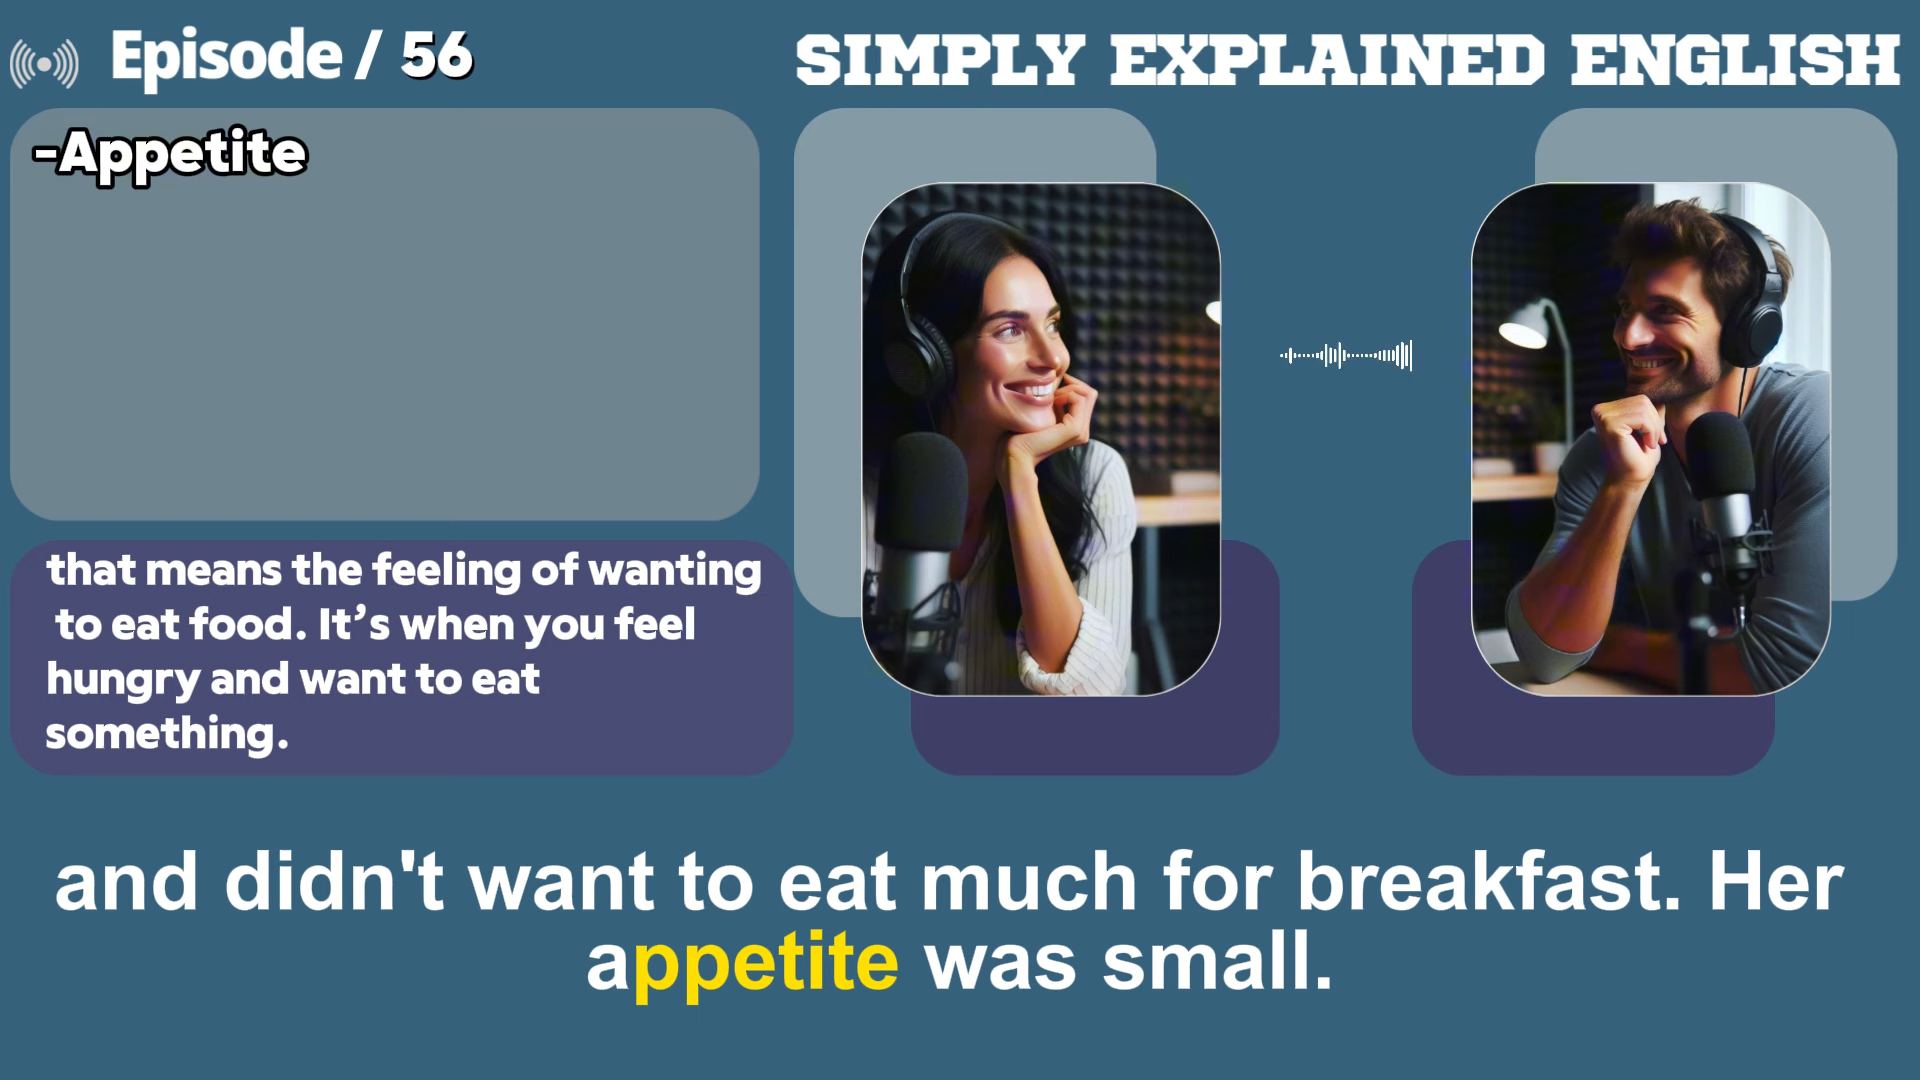 Episode / 56
SIMPLY EXPLAINED ENGLISH
-Appetite
that means the feeling of wanting
to eat food. It’s when you feel
hungry and want to eat
something.
and didn't want to eat much for breakfast. Her
appetite was small.